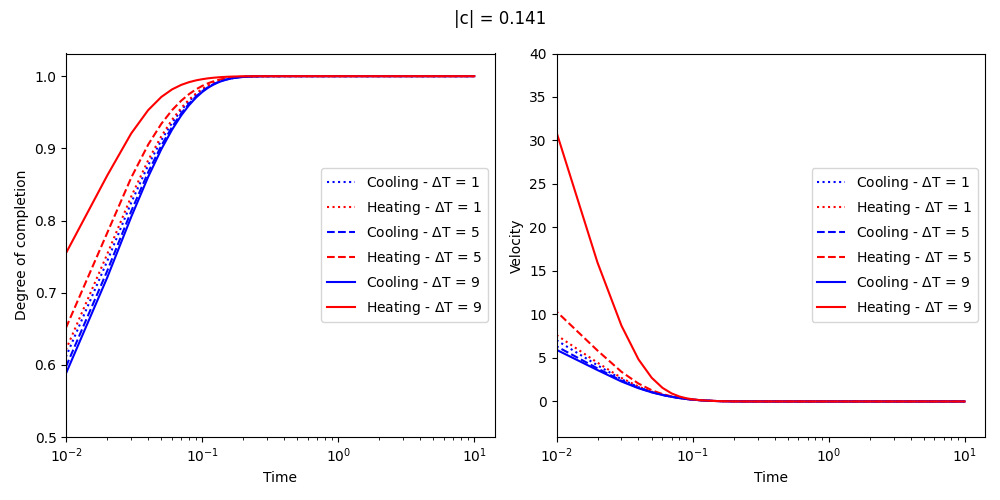 |c| = 0.141
1.0
0.9
0.8
0.7
0.6
0.5
Degree of completion
10⁻²
10⁻¹
10⁰
10¹
Time
Cooling - ΔT = 1
Heating - ΔT = 1
Cooling - ΔT = 5
Heating - ΔT = 5
Cooling - ΔT = 9
Heating - ΔT = 9
40
35
30
25
20
15
10
5
0
Velocity
10⁻²
10⁻¹
10⁰
10¹
Time
Cooling - ΔT = 1
Heating - ΔT = 1
Cooling - ΔT = 5
Heating - ΔT = 5
Cooling - ΔT = 9
Heating - ΔT = 9